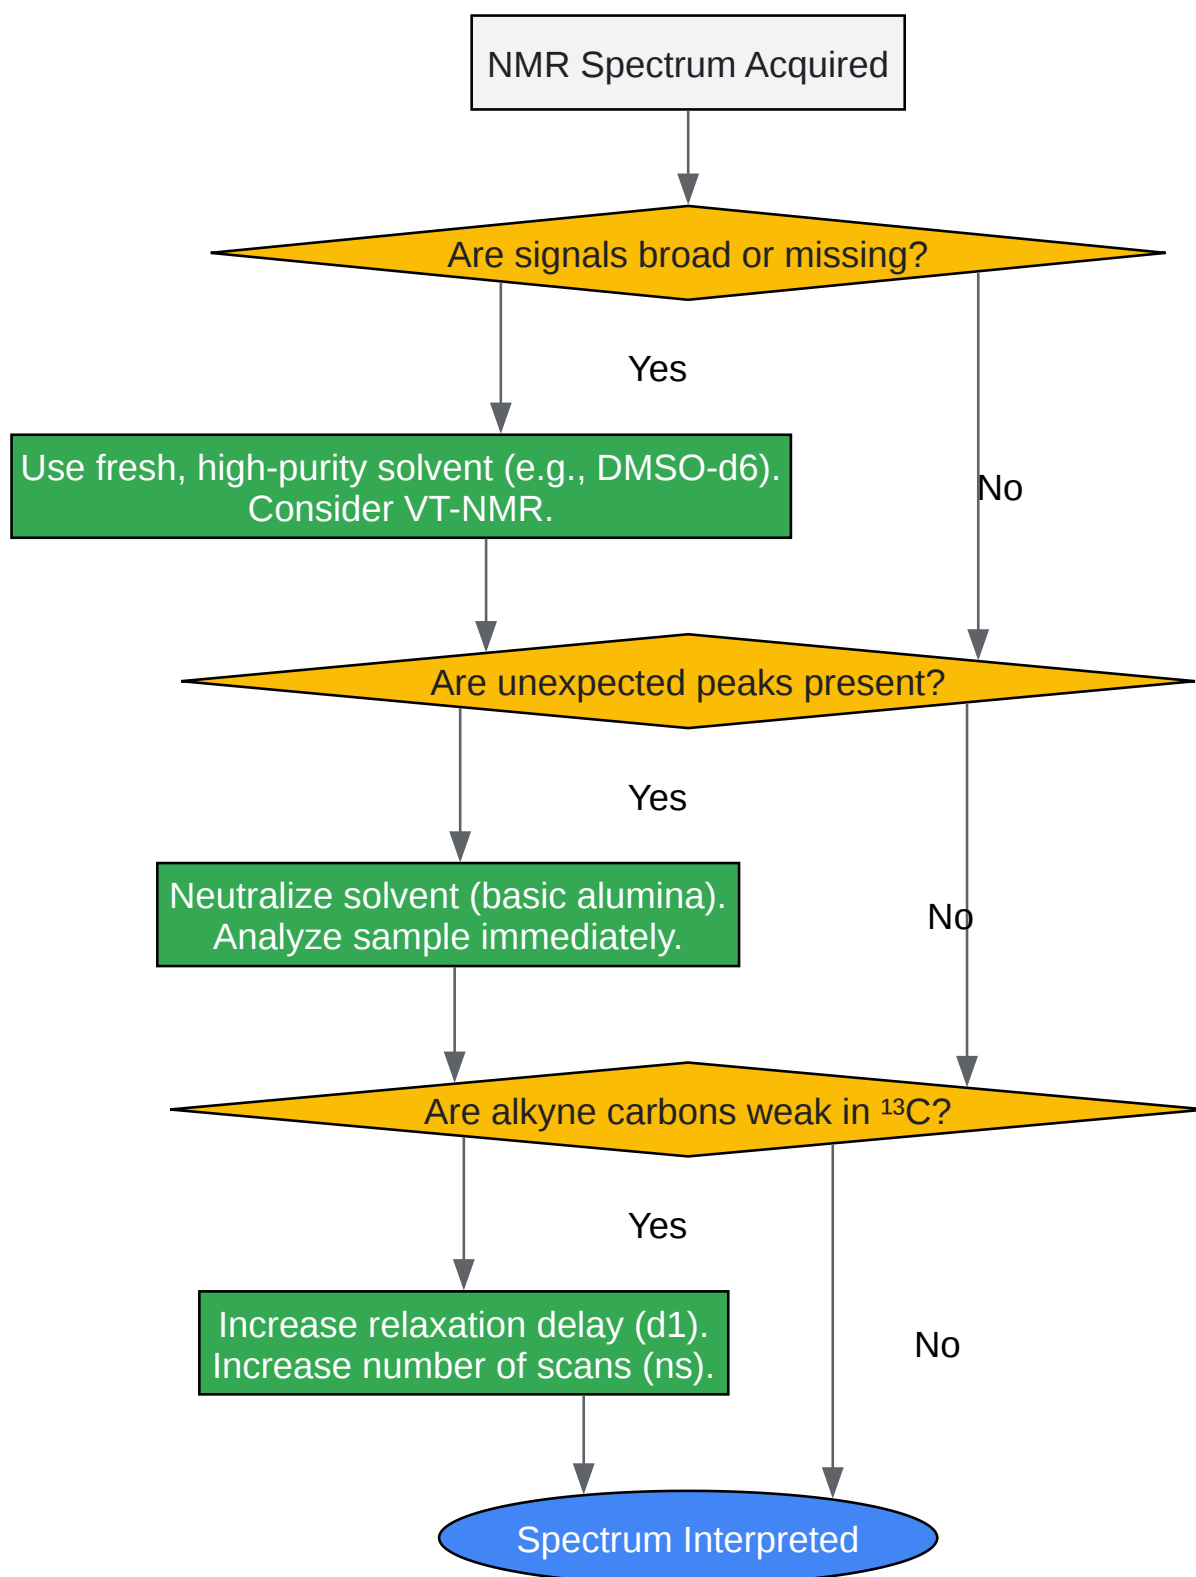 NMR Spectrum Acquired
Are signals broad or missing?
Yes
Use fresh, high-purity solvent (e.g., DMSO-d6).
Consider VT-NMR.
No
Are unexpected peaks present?
Yes
Neutralize solvent (basic alumina).
Analyze sample immediately.
No
Are alkyne carbons weak in ¹³C?
Yes
Increase relaxation delay (d1).
Increase number of scans (ns).
No
Spectrum Interpreted